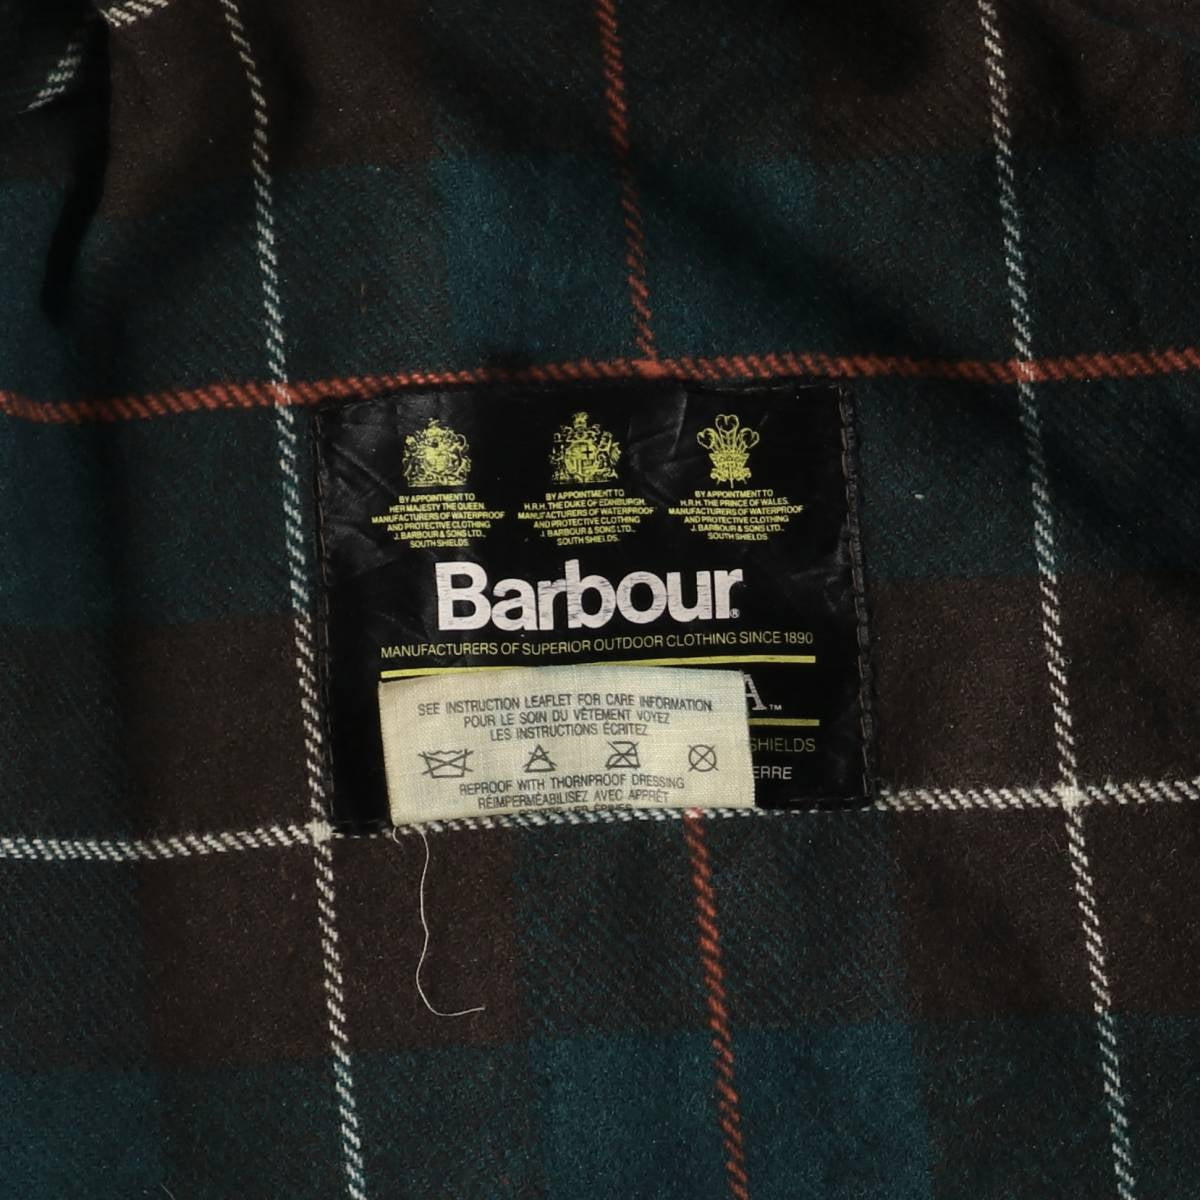 BY APPOINTMENT TO
HER MAJESTY THE QUEEN.
MANUFACTURERS OF WATERPROOF
AND PROTECTIVE CLOTHING
J. BARBOUR & SONS LTD.,
SOUTH SHIELDS.
BY APPOINTMENT TO
H.R.H. THE DUKE OF EDINBURGH.
MANUFACTURERS OF WATERPROOF
AND PROTECTIVE CLOTHING
J. BARBOUR & SONS LTD.,
SOUTH SHIELDS.
BY APPOINTMENT TO
H.R.H. THE PRINCE OF WALES.
MANUFACTURERS OF WATERPROOF
AND PROTECTIVE CLOTHING
J. BARBOUR & SONS LTD.,
SOUTH SHIELDS.
Barbour®
MANUFACTURERS OF SUPERIOR OUTDOOR CLOTHING SINCE 1890
A™
SHIELDS
ERRE
SEE INSTRUCTION LEAFLET FOR CARE INFORMATION
POUR LE SOIN DU VÊTEMENT VOYEZ
LES INSTRUCTIONS ÉCRITEZ
REPROOF WITH THORNPROOF DRESSING
RÉIMPERMÉABILISEZ AVEC APPRÊT